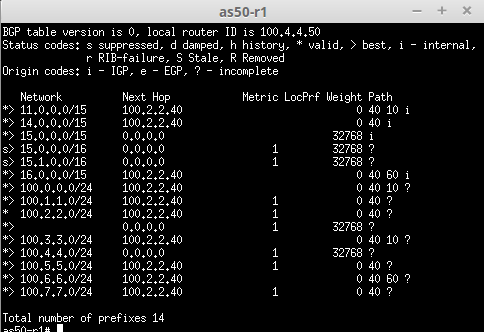 as50-r1
BGP table version is 0, local router ID is 100.4.4.50
Status codes: s suppressed, d damped, h history, * valid, > best, i - internal,
              r RIB-failure, S Stale, R Removed
Origin codes: i - IGP, e - EGP, ? - incomplete
   Network          Next Hop            Metric LocPrf Weight Path
*> 11.0.0.0/15      100.2.2.40                             0 40 10 i
*> 14.0.0.0/15      100.2.2.40                             0 40 i
*> 15.0.0.0/15      0.0.0.0                            32768 i
s> 15.0.0.0/16      0.0.0.0                  1         32768 ?
s> 15.1.0.0/16      0.0.0.0                  1         32768 ?
*> 16.0.0.0/15      100.2.2.40                             0 40 60 i
*> 100.0.0.0/24     100.2.2.40                             0 40 10 ?
*> 100.1.1.0/24     100.2.2.40               1             0 40 ?
*  100.2.2.0/24     100.2.2.40               1             0 40 ?
*>                  0.0.0.0                  1         32768 ?
*> 100.3.3.0/24     100.2.2.40                             0 40 10 ?
*> 100.4.4.0/24     0.0.0.0                  1         32768 ?
*> 100.5.5.0/24     100.2.2.40               1             0 40 ?
*> 100.6.6.0/24     100.2.2.40                             0 40 60 ?
*> 100.7.7.0/24     100.2.2.40               1             0 40 ?
Total number of prefixes 14
as50-r1#